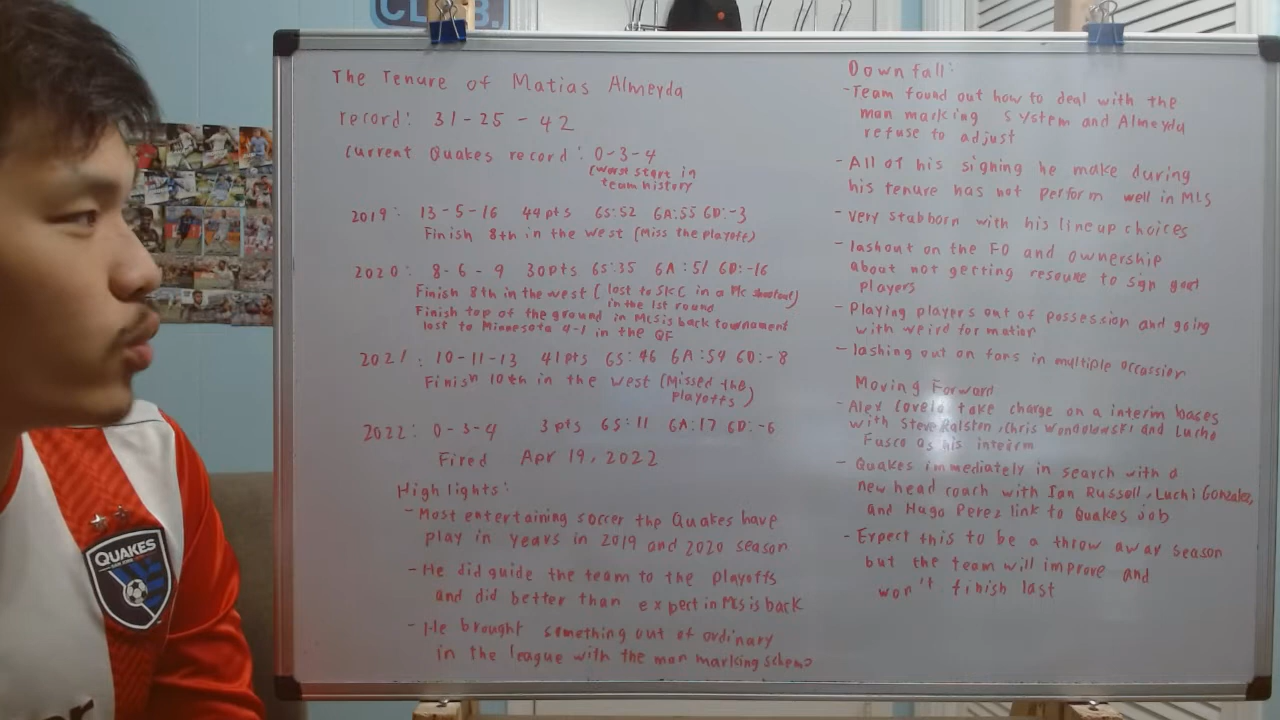 CLUB.
The Tenure of Matias Almeyda
record: 31-25-42
Current Quakes record: 0-3-4
(worst start in
team history
2019: 13-5-16 44pts GS:52 GA:55 GD:-3
Finish 8th in the west (Miss the playoff)
2020: 8-6-9 30pts GS:35 GA:51 GD:-16
Finish 8th in the west (lost to SKC in a PK shootout)
in the 1st round
Finish top of the ground in MLS is back tournament
lost to Minnesota 4-1 in the QF
2021: 10-11-13 41pts GS:46 GA:54 GD:-8
Finish 10th in the west (Missed the
playoffs)
2022: 0-3-4 3pts GS:11 GA:17 GD:-6
Fired Apr 19, 2022
Highlights:
-Most entertaining soccer the Quakes have
play in years in 2019 and 2020 season
-He did guide the team to the playoffs
and did better than expect in MLS is back
-He brought something out of ordinary
in the league with the man marking scheme
Downfall:
-Team found out how to deal with the
man marking system and Almeyda
refuse to adjust
-All of his signing he make during
his tenure has not perform well in MLS
-very stubborn with his lineup choices
-lashout on the FO and ownership
about not getting resource to sign good
players
-Playing players out of possession and going
with weird formation
-lashing out on fans in multiple occassion
Moving Forward
-Alex Covelo take charge on a interim bases
with Steve Ralston, Chris Wondolowski and Lucho
Fusco as his interim
-Quakes immediately in search with a
new head coach with Ian Russell, Luchi Gonzalez,
and Hugo Perez link to Quakes job
-Expect this to be a throw away season
but the team will improve and
won't finish last
QUAKES